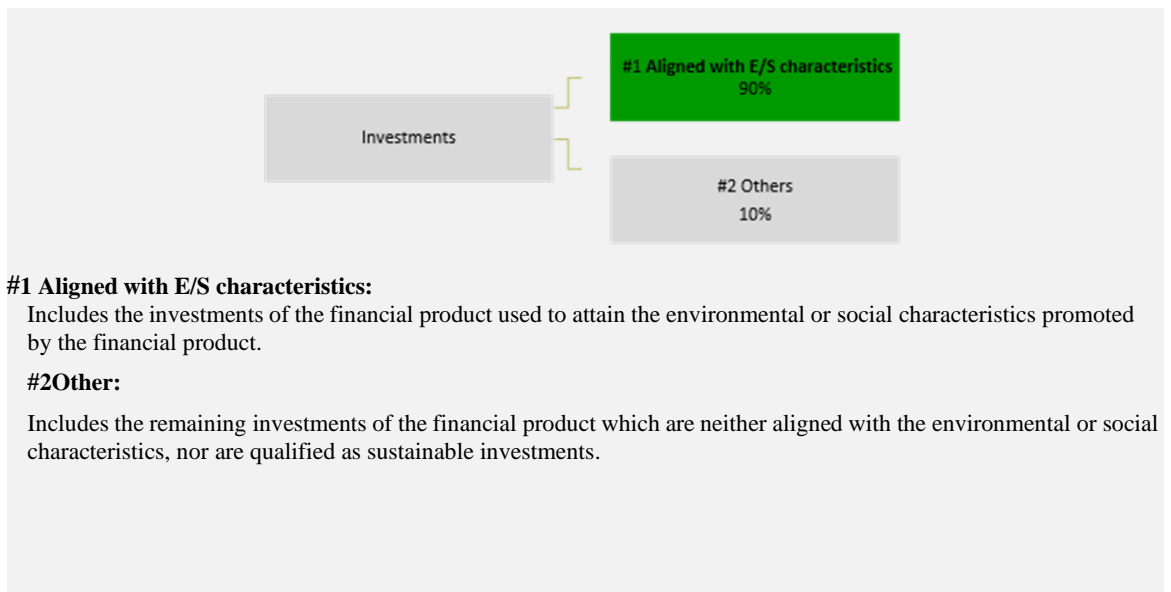 #1 Aligned with E/S characteristics
90%
Investments
#2 Others
10%
#1 Aligned with E/S characteristics:
Includes the investments of the financial product used to attain the environmental or social characteristics promoted
by the financial product.
#2Other:
Includes the remaining investments of the financial product which are neither aligned with the environmental or social
characteristics, nor are qualified as sustainable investments.